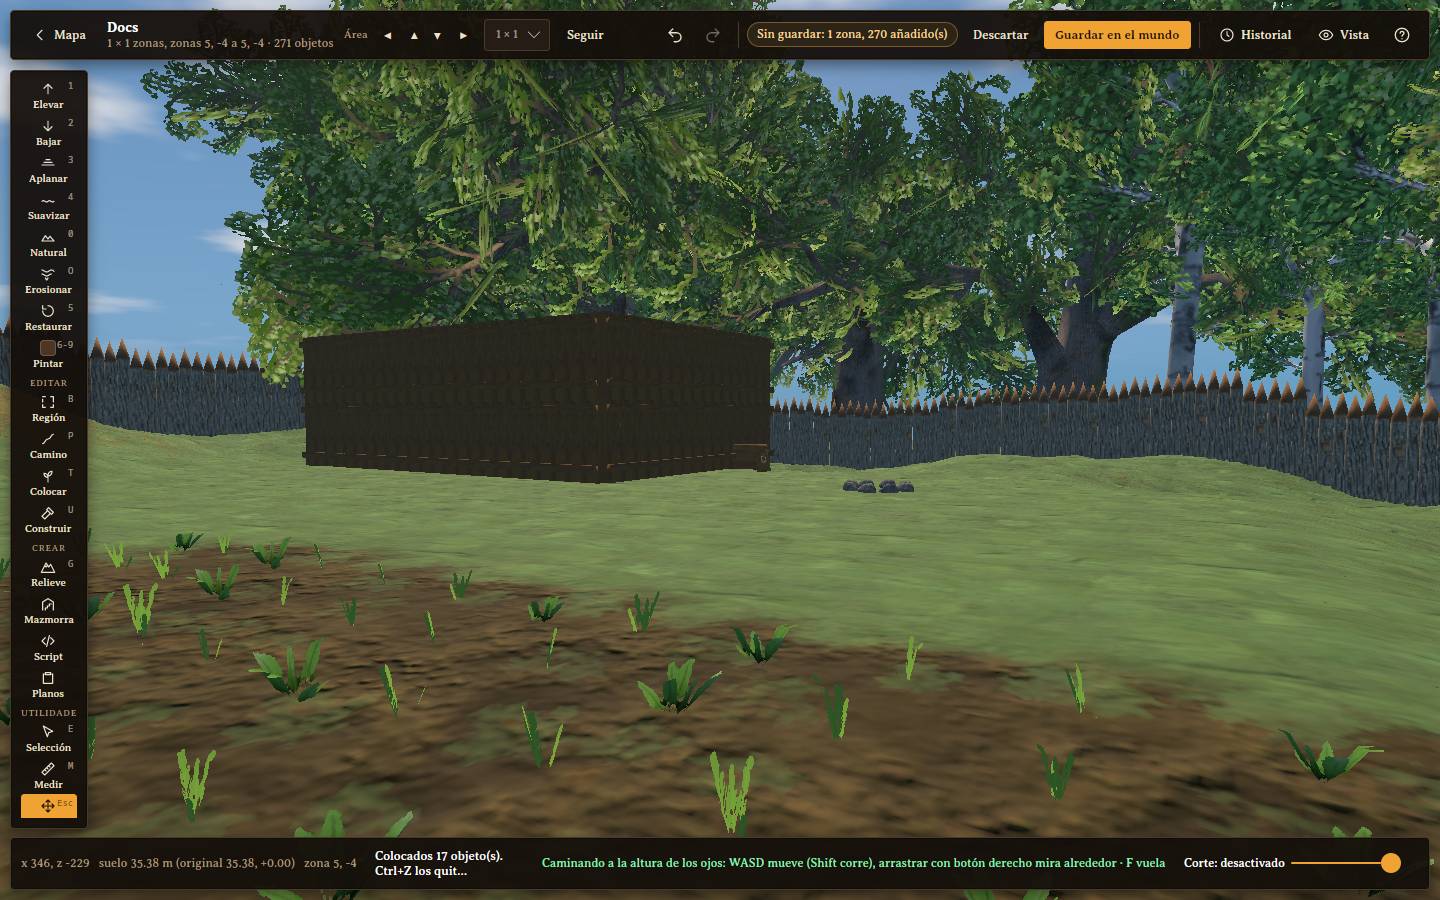 Mapa
Docs
1 × 1 zonas, zonas 5, -4 a 5, -4 · 271 objetos
Área
1 × 1
Seguir
Sin guardar: 1 zona, 270 añadido(s)
Descartar
Guardar en el mundo
Historial
Vista
1
Elevar
2
Bajar
3
Aplanar
4
Suavizar
0
Natural
O
Erosionar
5
Restaurar
6-9
Pintar
EDITAR
B
Región
P
Camino
T
Colocar
U
Construir
CREAR
G
Relieve
Mazmorra
Script
Planos
UTILIDADE
E
Selección
M
Medir
Esc
x 346, z -229 suelo 35.38 m (original 35.38, +0.00) zona 5, -4
Colocados 17 objeto(s).
Ctrl+Z los quit...
Caminando a la altura de los ojos: WASD mueve (Shift corre), arrastrar con botón derecho mira alrededor · F vuela
Corte: desactivado